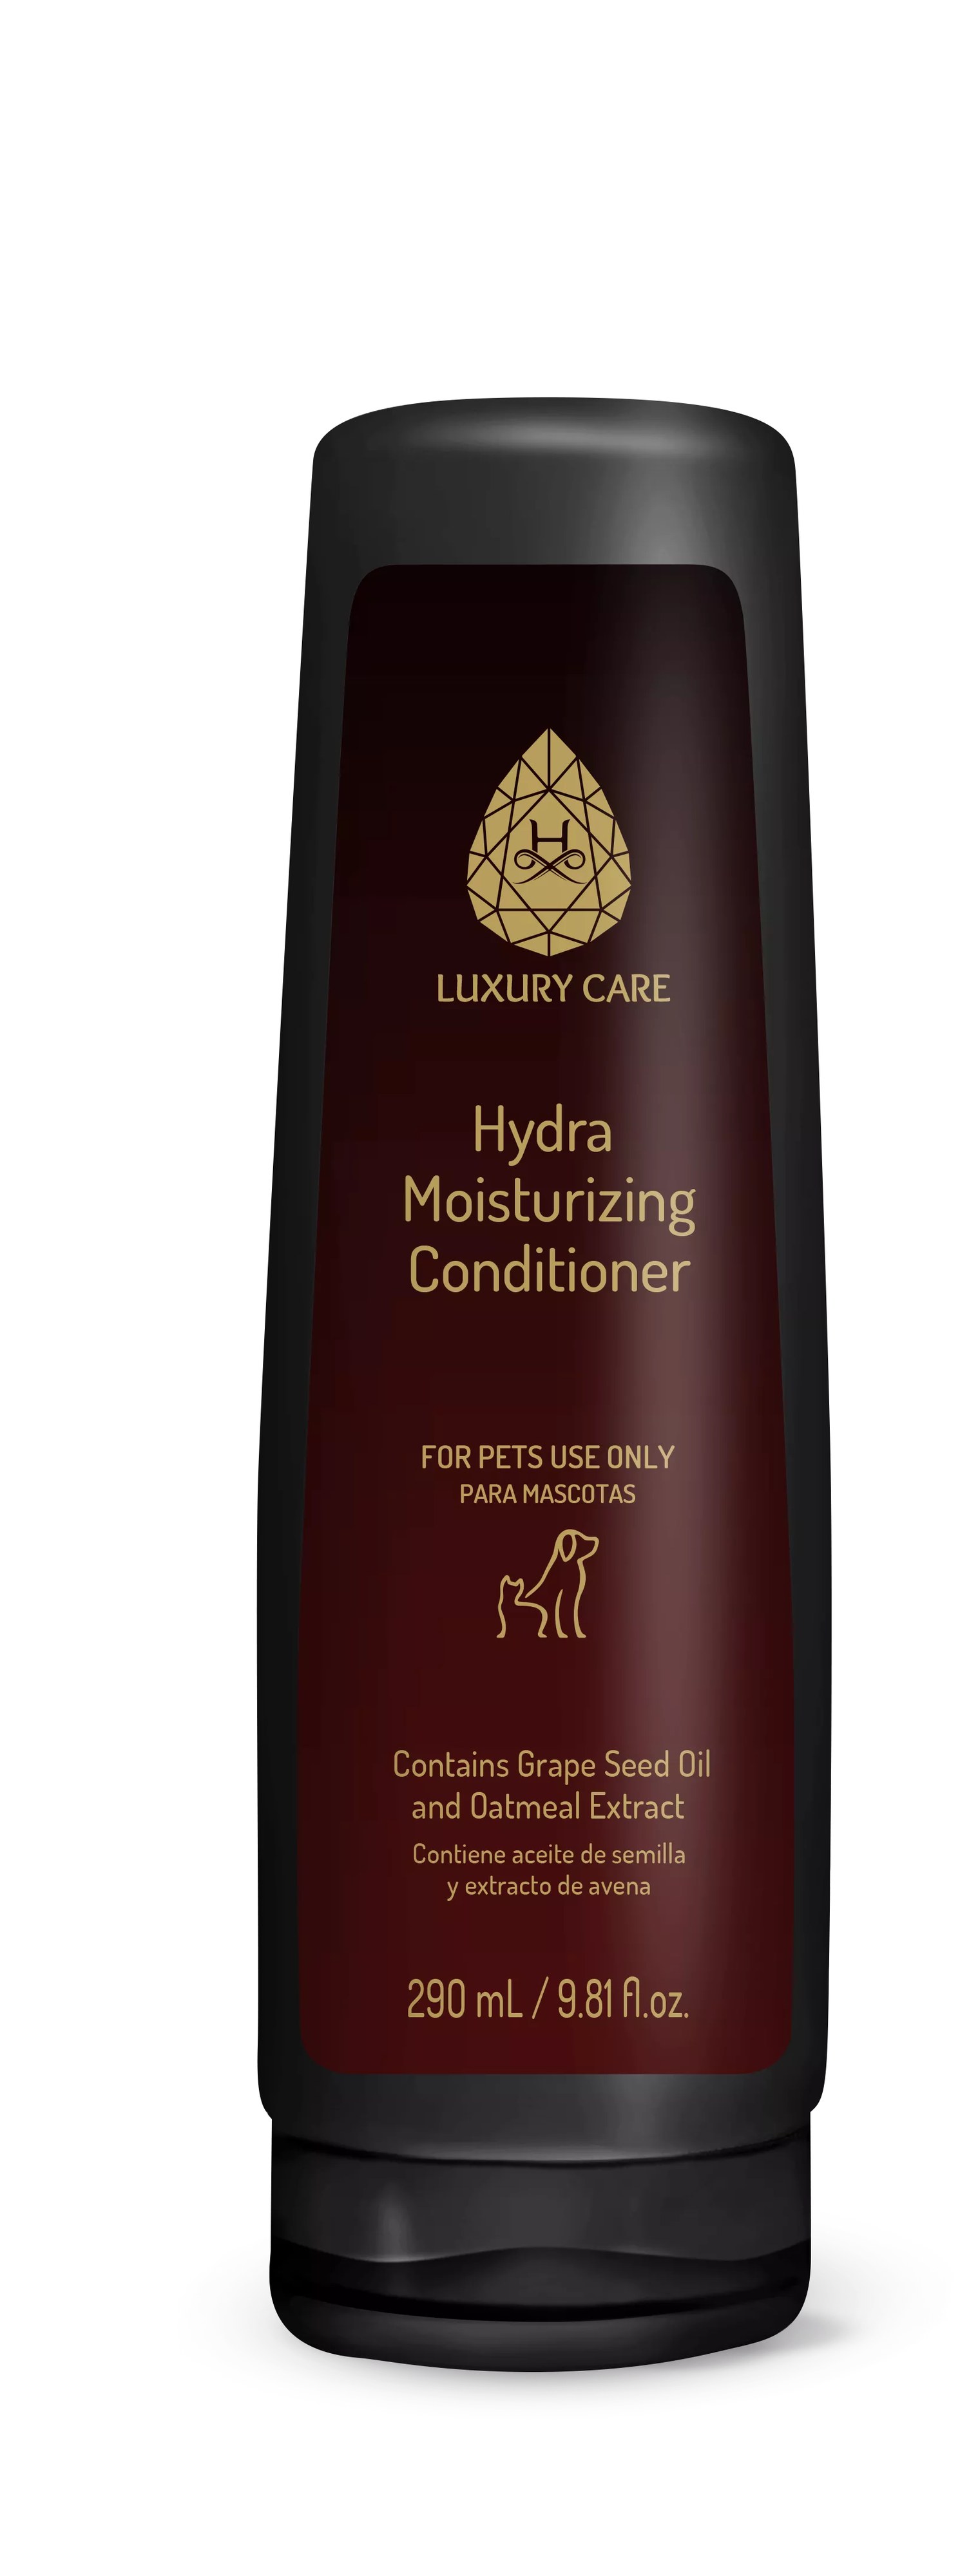 H
LUXURY CARE
Hydra
Moisturizing
Conditioner
FOR PETS USE ONLY
PARA MASCOTAS
Contains Grape Seed Oil
and Oatmeal Extract
Contiene aceite de semilla
y extracto de avena
290 mL / 9.81 fl.oz.